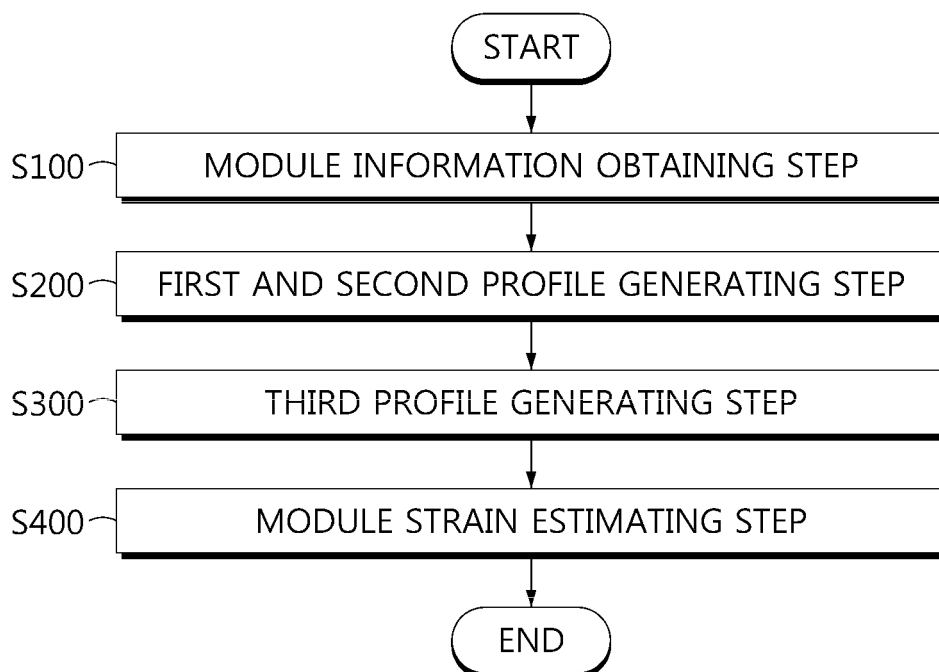 START
S100 MODULE INFORMATION OBTAINING STEP
S200 FIRST AND SECOND PROFILE GENERATING STEP
S300 THIRD PROFILE GENERATING STEP
S400 MODULE STRAIN ESTIMATING STEP
END